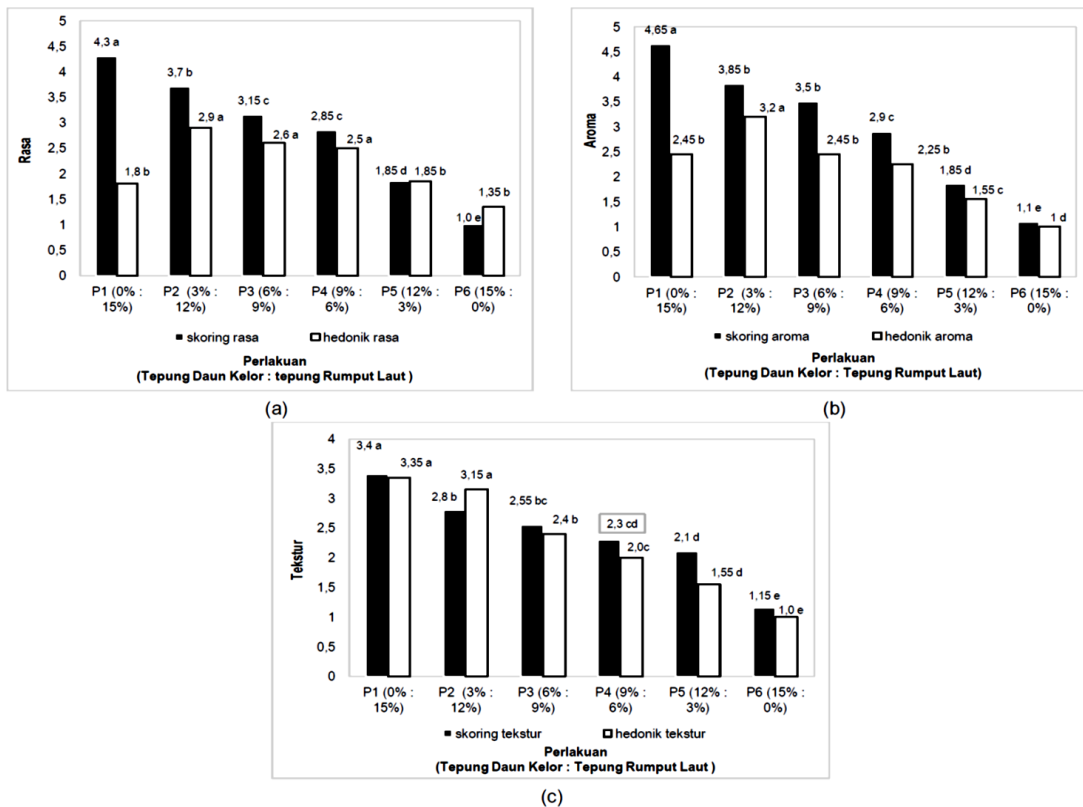 5
4,5
4
3,5
3
2,5
2
1,5
1
0,5
0
Rasa
4,3 a
1,8 b
3,7 b
2,9 a
3,15 c
2,6 a
2,85 c
2,5 a
1,85 d
1,85 b
1,0 e
1,35 b
P1 (0% : 15%)
P2 (3% : 12%)
P3 (6% : 9%)
P4 (9% : 6%)
P5 (12% : 3%)
P6 (15% : 0%)
skoring rasa
hedonik rasa
Perlakuan
(Tepung Daun Kelor : tepung Rumput Laut )
(a)
5
4,5
4
3,5
3
2,5
2
1,5
1
0,5
0
Aroma
4,65 a
2,45 b
3,85 b
3,2 a
3,5 b
2,45 b
2,9 c
2,25 b
1,85 d
1,55 c
1,1 e
1 d
P1 (0% : 15%)
P2 (3% : 12%)
P3 (6% : 9%)
P4 (9% : 6%)
P5 (12% : 3%)
P6 (15% : 0%)
skoring aroma
hedonik aroma
Perlakuan
(Tepung Daun Kelor : Tepung Rumput Laut)
(b)
4
3,5
3
2,5
2
1,5
1
0,5
0
Tekstur
3,4 a
3,35 a
2,8 b
3,15 a
2,55 bc
2,4 b
2,3 cd
2,0c
2,1 d
1,55 d
1,15 e
1,0 e
P1 (0% : 15%)
P2 (3% : 12%)
P3 (6% : 9%)
P4 (9% : 6%)
P5 (12% : 3%)
P6 (15% : 0%)
skoring tekstur
hedonik tekstur
Perlakuan
(Tepung Daun Kelor : Tepung Rumput Laut )
(c)